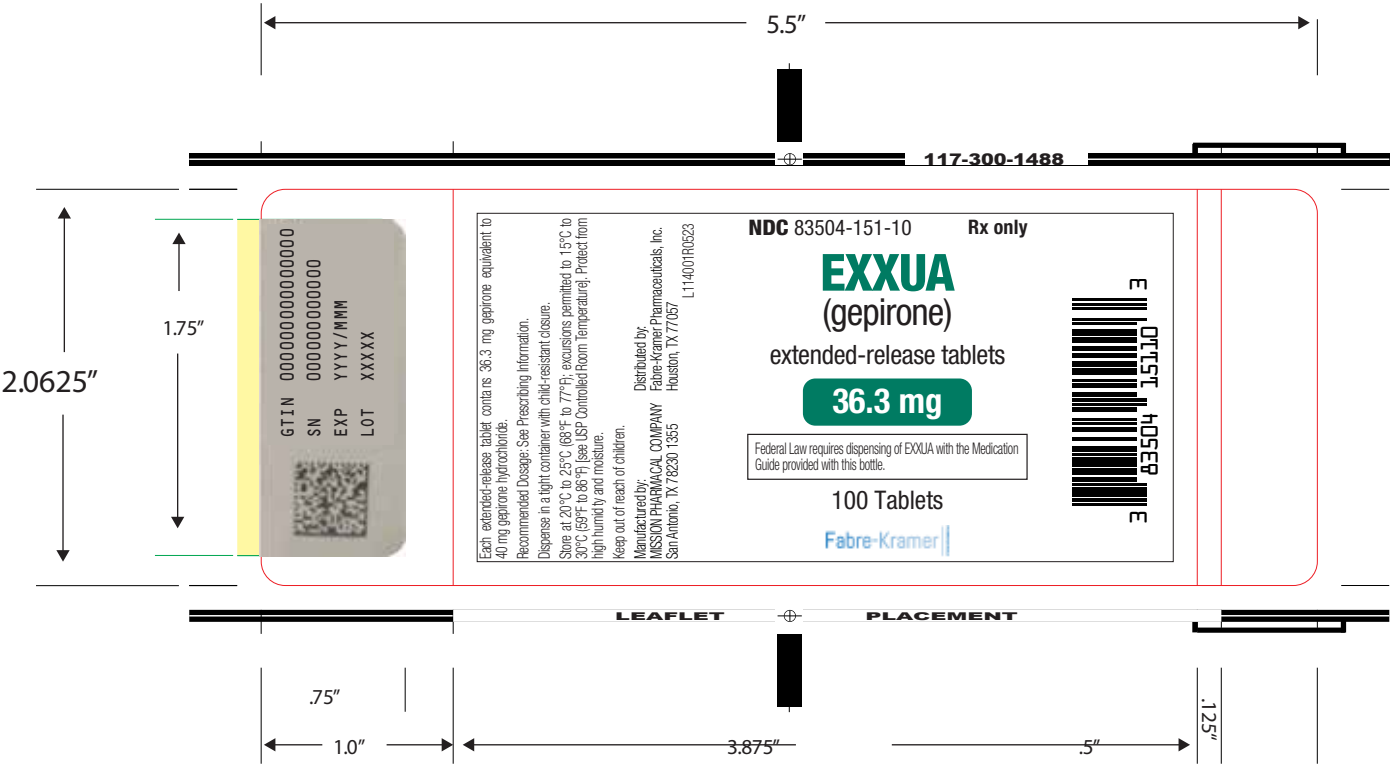 5.5”
117-300-1488
2.0625”
1.75”
GTIN 00000000000000
SN 00000000000
EXP YYYY/MMM
LOT XXXXX
Each extended-release tablet contains 36.3 mg gepirone equivalent to
40 mg gepirone hydrochloride.
Recommended Dosage: See Prescribing Information.
Dispense in a tight container with child-resistant closure.
Store at 20°C to 25°C (68°F to 77°F); excursions permitted to 15°C to
30°C (59°F to 86°F) [see USP Controlled Room Temperature]. Protect from
high humidity and moisture.
Keep out of reach of children.
Manufactured by:
MISSION PHARMACAL COMPANY
San Antonio, TX 78230 1355
Distributed by:
Fabre-Kramer Pharmaceuticals, Inc.
Houston, TX 77057
L114001R0523
NDC 83504-151-10 Rx only
EXXUA
(gepirone)
extended-release tablets
36.3 mg
Federal Law requires dispensing of EXXUA with the Medication
Guide provided with this bottle.
100 Tablets
Fabre-Kramer
E
83504 15110
E
LEAFLET PLACEMENT
.75”
1.0”
3.875”
.5”
.125”